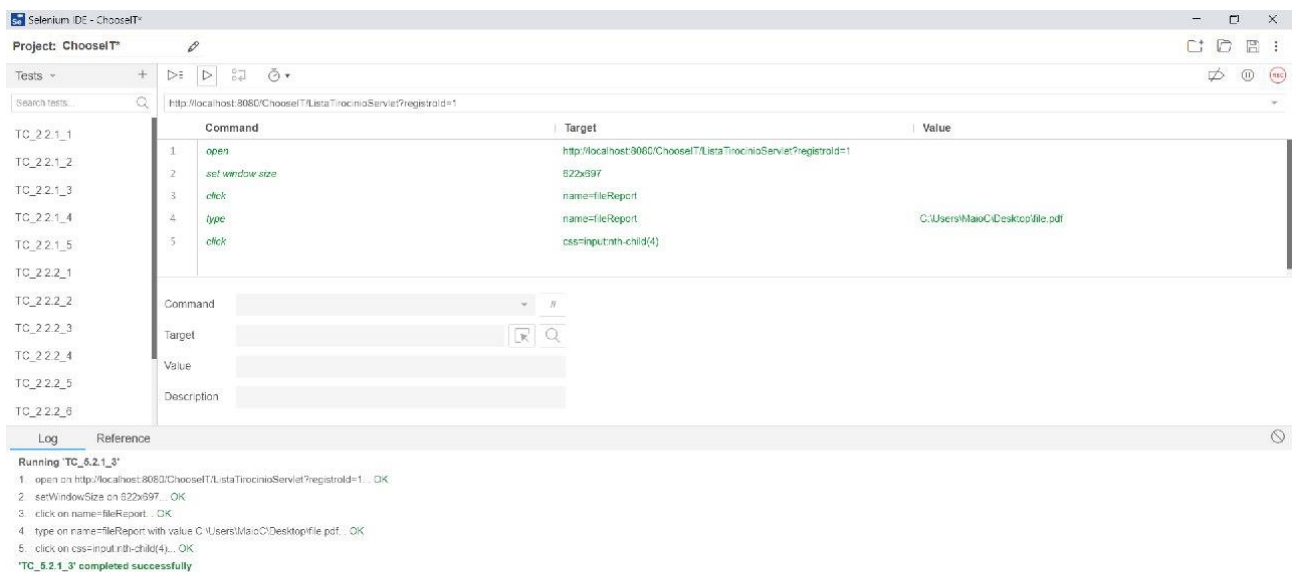 Selenium IDE - ChooseIT*
Project: ChooseIT*
Tests
Search tests...
http://localhost:8080/ChooseIT/ListaTirocinioServlet?registroId=1
Command Target Value
1 open http://localhost:8080/ChooseIT/ListaTirocinioServlet?registroId=1
2 set window size 622x697
3 click name=fileReport
4 type name=fileReport C:\Users\MaioC\Desktop\file.pdf
5 click css=input:nth-child(4)
TC_2.2.1_1
TC_2.2.1_2
TC_2.2.1_3
TC_2.2.1_4
TC_2.2.1_5
TC_2.2.2_1
TC_2.2.2_2
TC_2.2.2_3
TC_2.2.2_4
TC_2.2.2_5
TC_2.2.2_6
Command //
Target
Value
Description
Log Reference
Running 'TC_5.2.1_3'
1. open on http://localhost:8080/ChooseIT/ListaTirocinioServlet?registroId=1... OK
2. setWindowSize on 622x697... OK
3. click on name=fileReport... OK
4. type on name=fileReport with value C:\Users\MaioC\Desktop\file.pdf... OK
5. click on css=input:nth-child(4)... OK
'TC_5.2.1_3' completed successfully
REC